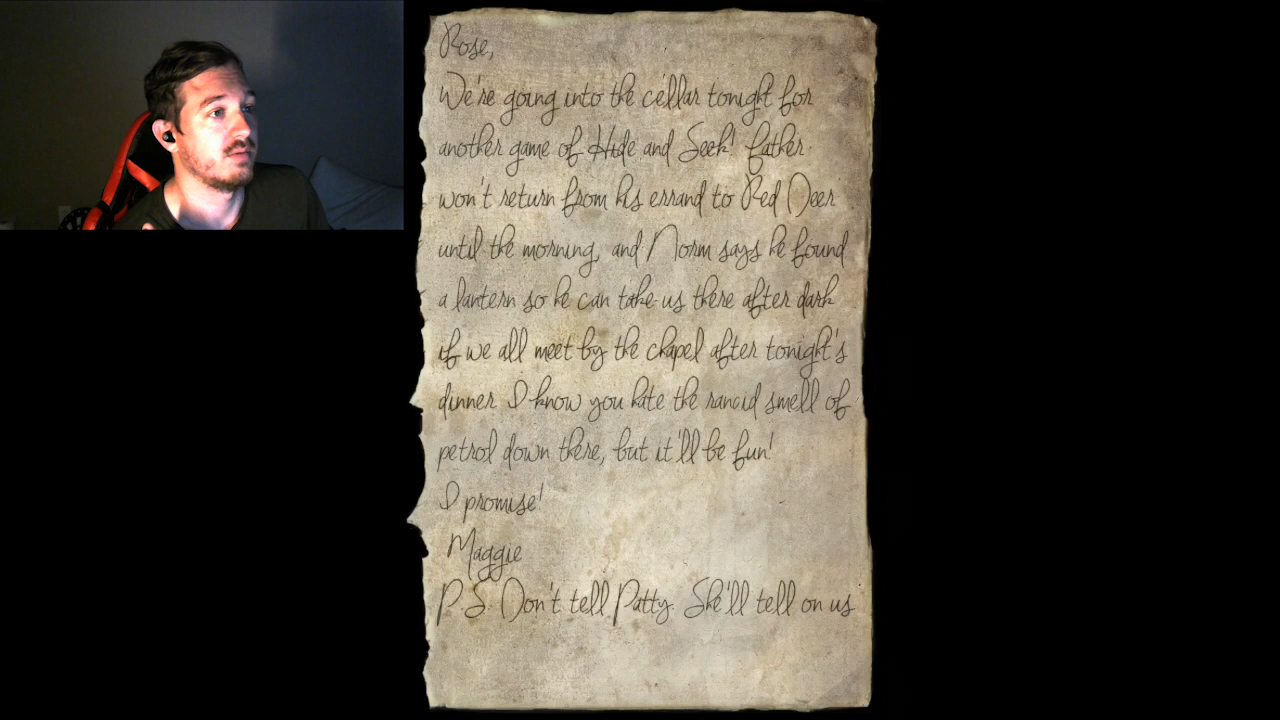 Rose,
We're going into the cellar tonight for
another game of Hide and Seek! Father
won't return from his errand to Red Deer
until the morning, and Norm says he found
a lantern so he can take us there after dark
if we all meet by the chapel after tonight's
dinner. I know you hate the rancid smell of
petrol down there, but it'll be fun!
I promise!
Maggie
P.S. Don't tell Patty. She'll tell on us